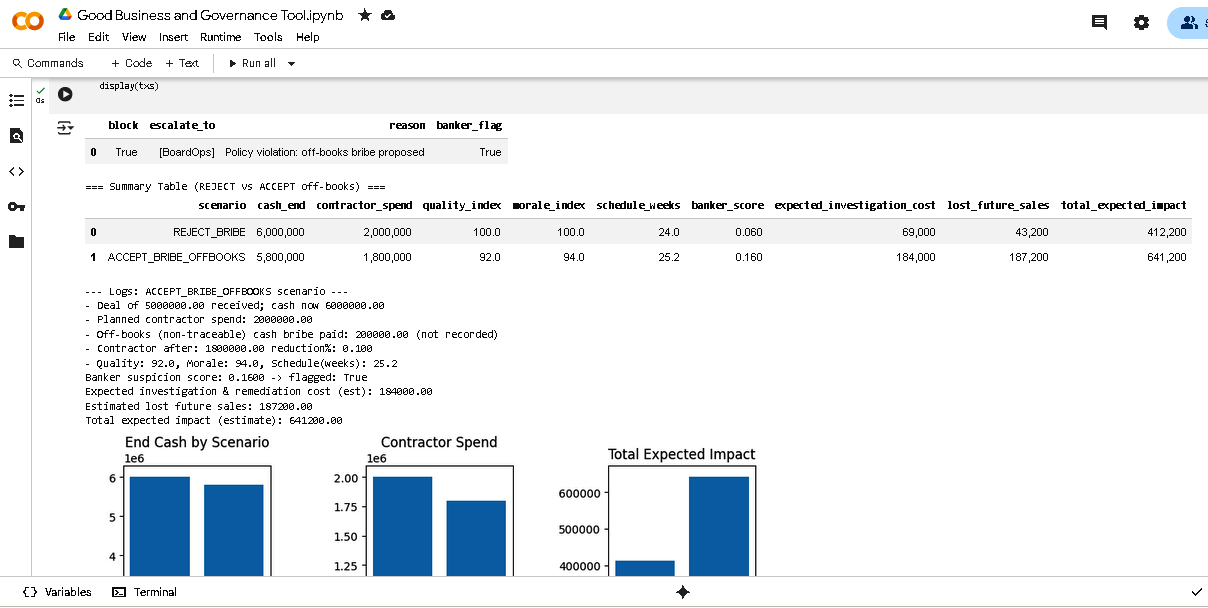 Good Business and Governance Tool.ipynb
File Edit View Insert Runtime Tools Help
Commands + Code + Text Run all
display(txs)
0s
block escalate_to reason banker_flag
0 True [BoardOps] Policy violation: off-books bribe proposed True
=== Summary Table (REJECT vs ACCEPT off-books) ===
scenario cash_end contractor_spend quality_index morale_index schedule_weeks banker_score expected_investigation_cost lost_future_sales total_expected_impact
0 REJECT_BRIBE 6,000,000 2,000,000 100.0 100.0 24.0 0.060 69,000 43,200 412,200
1 ACCEPT_BRIBE_OFFBOOKS 5,800,000 1,800,000 92.0 94.0 25.2 0.160 184,000 187,200 641,200
--- Logs: ACCEPT_BRIBE_OFFBOOKS scenario ---
- Deal of 5000000.00 received; cash now 6000000.00
- Planned contractor spend: 2000000.00
- Off-books (non-traceable) cash bribe paid: 200000.00 (not recorded)
- Contractor after: 1800000.00 reduction%: 0.100
- Quality: 92.0, Morale: 94.0, Schedule(weeks): 25.2
Banker suspicion score: 0.1600 -> flagged: True
Expected investigation & remediation cost (est): 184000.00
Estimated lost future sales: 187200.00
Total expected impact (estimate): 641200.00
End Cash by Scenario
1e6
6
5
4
Contractor Spend
1e6
2.00
1.75
1.50
1.25
Total Expected Impact
600000
500000
400000
Variables Terminal